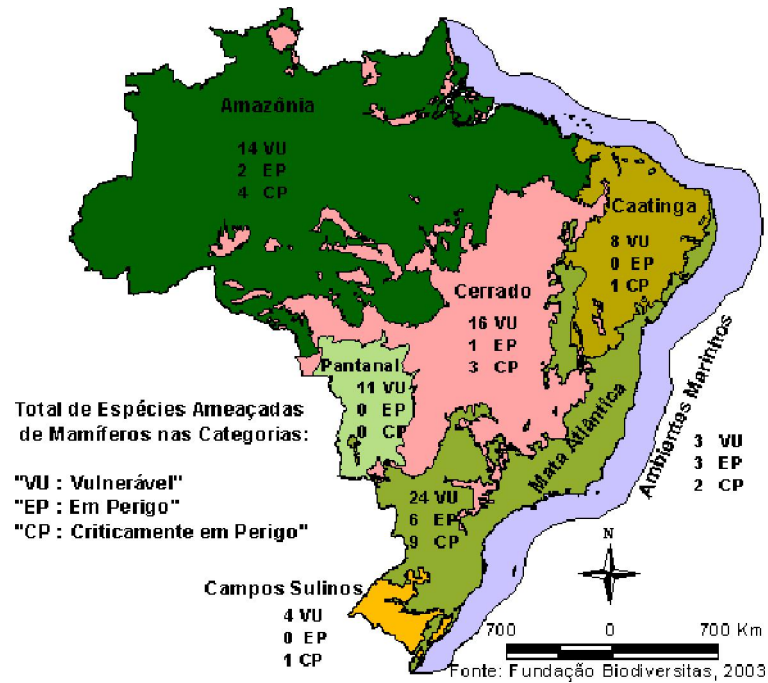 Amazônia
14 VU
2 EP
4 CP
Caatinga
8 VU
0 EP
1 CP
Cerrado
16 VU
1 EP
3 CP
Pantanal
11 VU
0 EP
0 CP
Total de Espécies Ameaçadas
de Mamíferos nas Categorias:
"VU : Vulnerável"
"EP : Em Perigo"
"CP : Criticamente em Perigo"
Mata Atlântica
24 VU
6 EP
9 CP
Ambientes Marinhos
3 VU
3 EP
2 CP
Campos Sulinos
4 VU
0 EP
1 CP
N
700 0 700 Km
Fonte: Fundação Biodiversitas, 2003